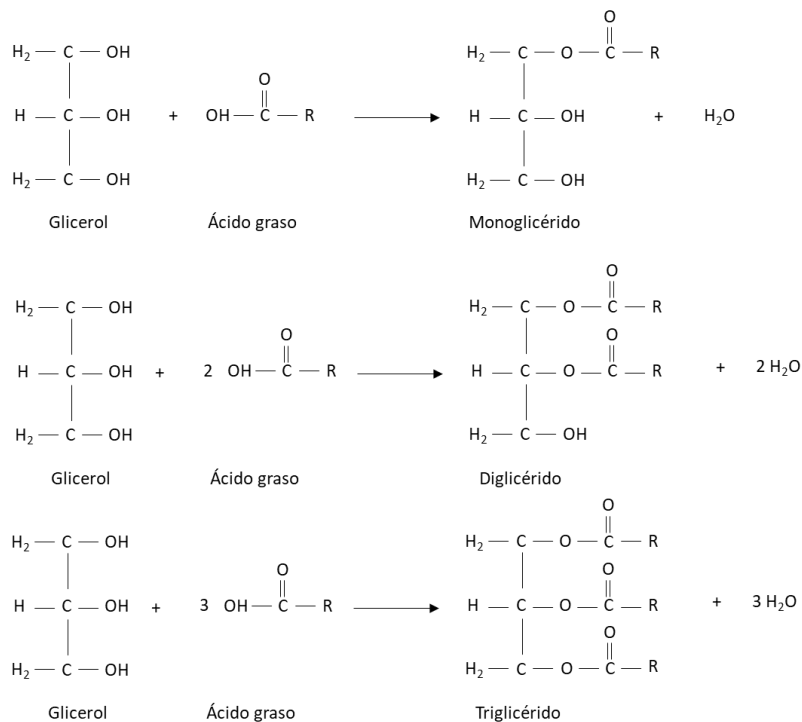 O O
H₂ — C — OH H₂ — C — O — C — R
O
H — C — OH + OH — C — R H — C — OH + H₂O
H₂ — C — OH H₂ — C — OH
Glicerol Ácido graso Monoglicérido
O
H₂ — C — OH H₂ — C — O — C — R
O O
H — C — OH + 2 OH — C — R H — C — O — C — R + 2 H₂O
H₂ — C — OH H₂ — C — OH
Glicerol Ácido graso Diglicérido
O
H₂ — C — OH H₂ — C — O — C — R
O O
H — C — OH + 3 OH — C — R H — C — O — C — R + 3 H₂O
O
H₂ — C — OH H₂ — C — O — C — R
Glicerol Ácido graso Triglicérido